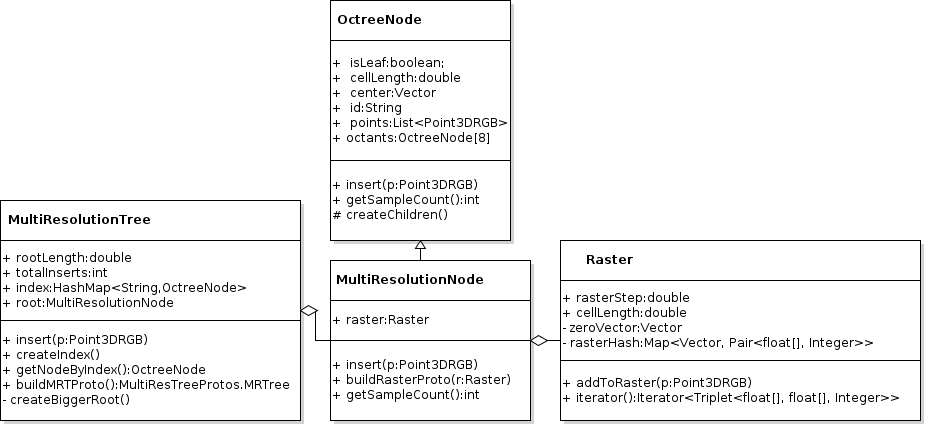 OctreeNode
+ isLeaf:boolean;
+ cellLength:double
+ center:Vector
+ id:String
+ points:List<Point3DRGB>
+ octants:OctreeNode[8]
+ insert(p:Point3DRGB)
+ getSampleCount():int
# createChildren()
MultiResolutionTree
+ rootLength:double
+ totalInserts:int
+ index:HashMap<String,OctreeNode>
+ root:MultiResolutionNode
+ insert(p:Point3DRGB)
+ createIndex()
+ getNodeByIndex():OctreeNode
+ buildMRTProto():MultiResTreeProtos.MRTree
- createBiggerRoot()
MultiResolutionNode
+ raster:Raster
+ insert(p:Point3DRGB)
+ buildRasterProto(r:Raster)
+ getSampleCount():int
Raster
+ rasterStep:double
+ cellLength:double
- zeroVector:Vector
- rasterHash:Map<Vector, Pair<float[], Integer>>
+ addToRaster(p:Point3DRGB)
+ iterator():Iterator<Triplet<float[], float[], Integer>>